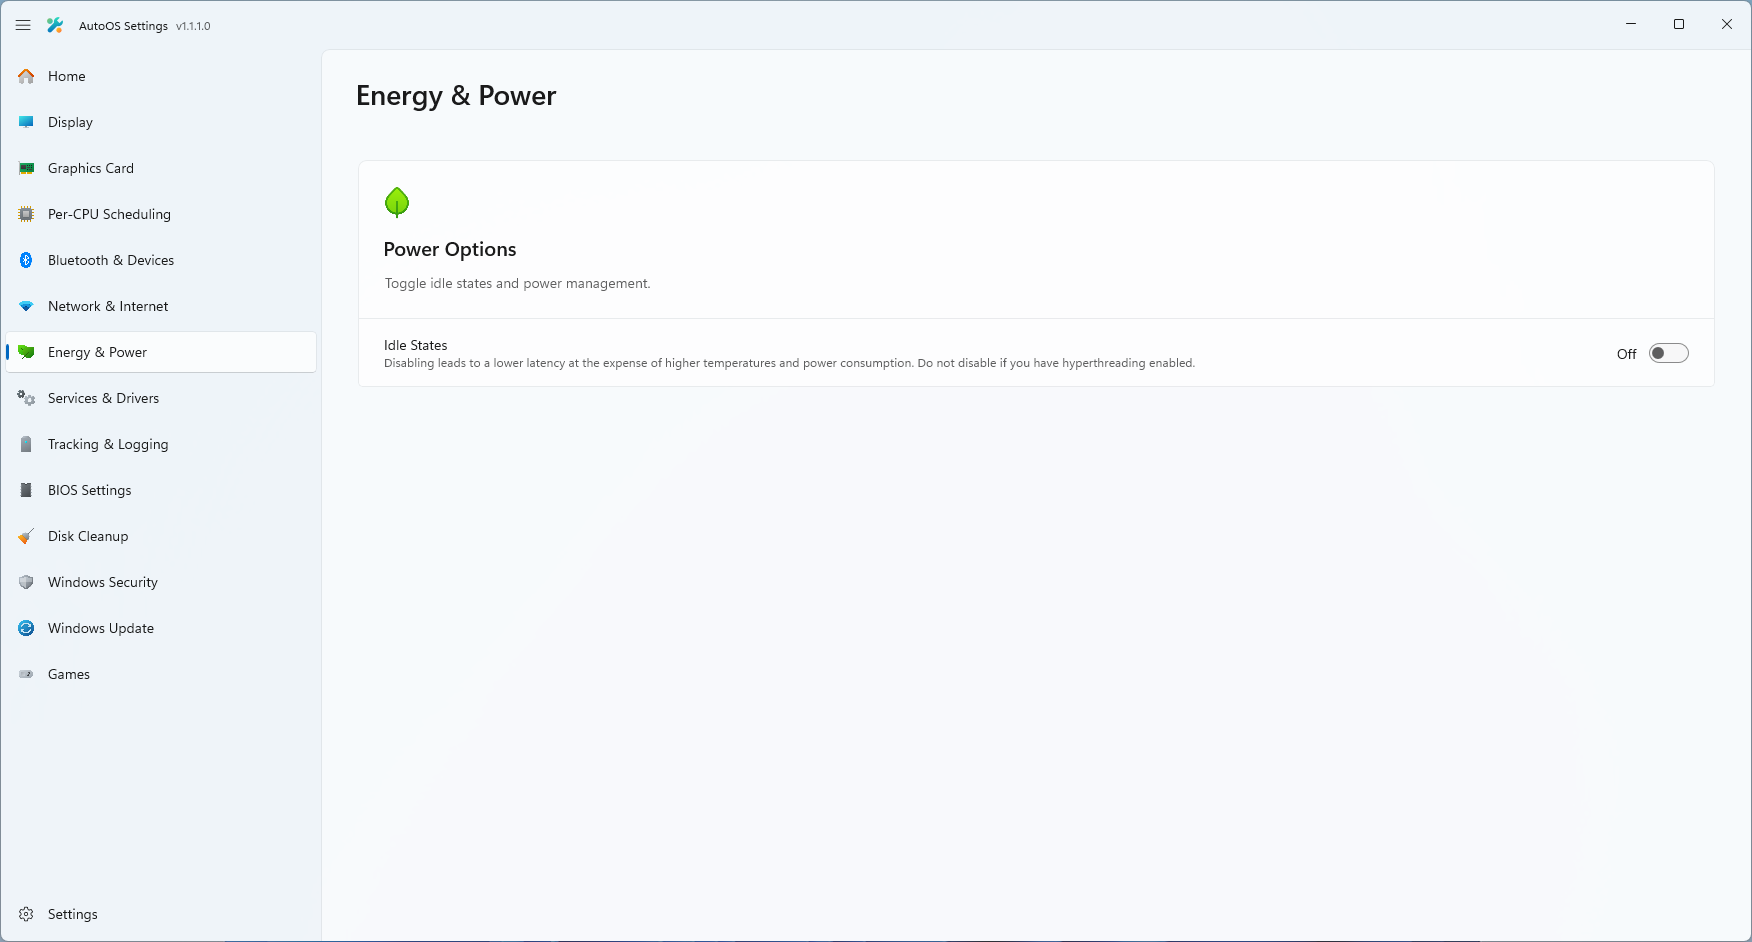 AutoOS Settings v1.1.1.0
Home
Display
Graphics Card
Per-CPU Scheduling
Bluetooth & Devices
Network & Internet
Energy & Power
Services & Drivers
Tracking & Logging
BIOS Settings
Disk Cleanup
Windows Security
Windows Update
Games
Settings
Energy & Power
Power Options
Toggle idle states and power management.
Idle States
Disabling leads to a lower latency at the expense of higher temperatures and power consumption. Do not disable if you have hyperthreading enabled.
Off